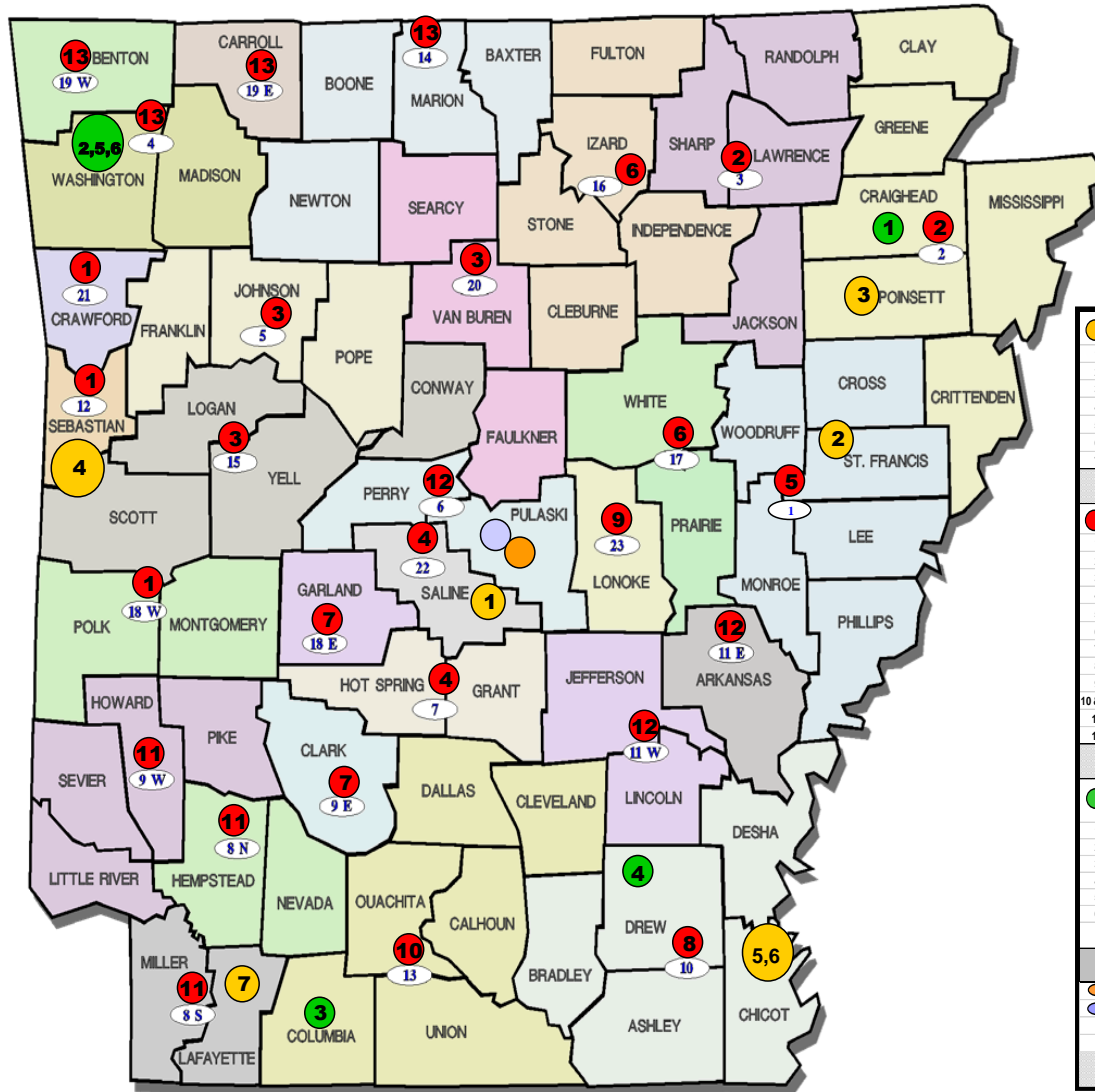 BENTON
13
19 W
CARROLL
13
19 E
BOONE
13
14
MARION
BAXTER
FULTON
RANDOLPH
CLAY
GREENE
2,5,6
WASHINGTON
13
4
MADISON
NEWTON
SEARCY
IZARD
6
16
SHARP
2
3
LAWRENCE
STONE
INDEPENDENCE
CRAIGHEAD
1
2
2
MISSISSIPPI
3
POINSETT
1
21
CRAWFORD
FRANKLIN
JOHNSON
3
5
POPE
3
20
VAN BUREN
CLEBURNE
JACKSON
1
12
SEBASTIAN
4
LOGAN
3
15
YELL
CONWAY
FAULKNER
WHITE
6
17
WOODRUFF
CROSS
CRITTENDEN
2
ST. FRANCIS
5
1
SCOTT
PERRY
12
6
PULASKI
4
22
SALINE
1
9
23
LONOKE
PRAIRIE
LEE
MONROE
PHILLIPS
POLK
1
18 W
MONTGOMERY
GARLAND
7
18 E
HOT SPRING
4
7
GRANT
JEFFERSON
12
11 W
12
11 E
ARKANSAS
HOWARD
11
9 W
PIKE
SEVIER
CLARK
7
9 E
DALLAS
CLEVELAND
LINCOLN
DESHA
LITTLE RIVER
11
8 N
HEMPSTEAD
NEVADA
OUACHITA
10
13
CALHOUN
BRADLEY
4
DREW
8
10
5,6
CHICOT
MILLER
11
8 S
7
LAFAYETTE
3
COLUMBIA
UNION
ASHLEY